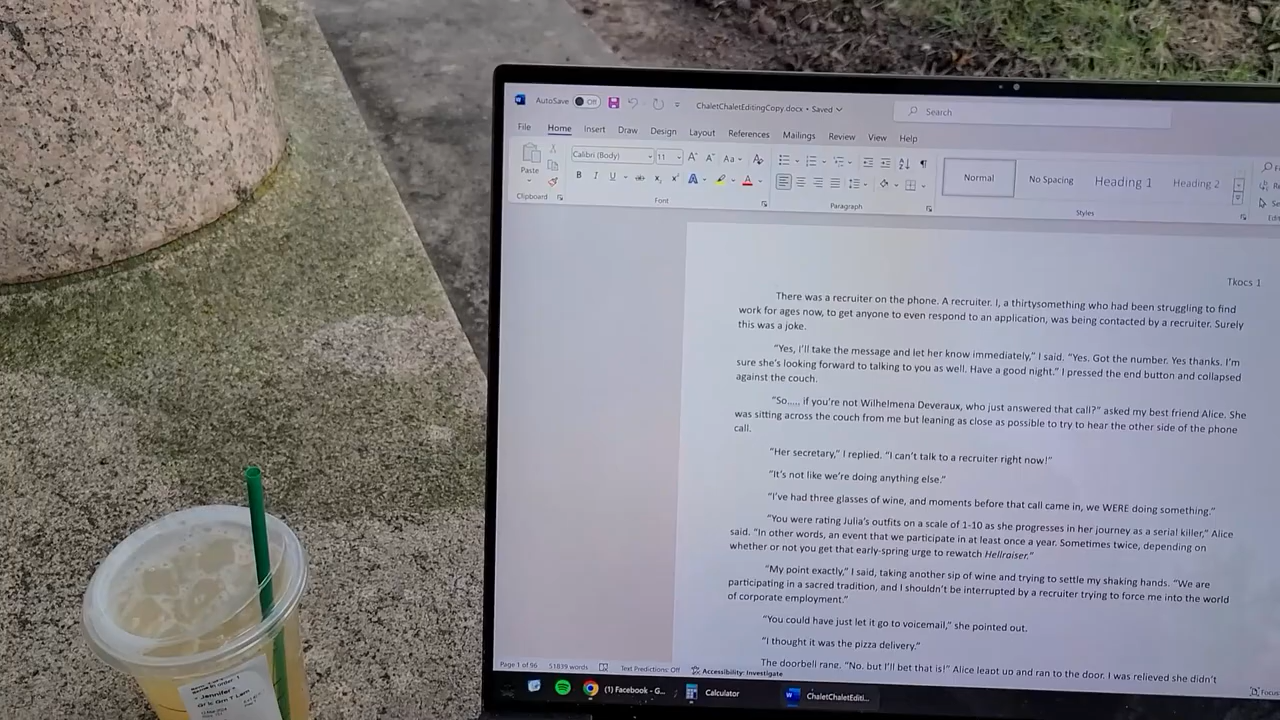 AutoSave Off ChaletChaletEditingCopy.docx • Saved Search
File Home Insert Draw Design Layout References Mailings Review View Help
Paste Calibri (Body) 11 Aa Normal No Spacing Heading 1 Heading 2
Clipboard Font Paragraph Styles
Tkocs 1
There was a recruiter on the phone. A recruiter. I, a thirtysomething who had been struggling to find
work for ages now, to get anyone to even respond to an application, was being contacted by a recruiter. Surely
this was a joke.
“Yes, I’ll take the message and let her know immediately,” I said. “Yes. Got the number. Yes thanks. I’m
sure she’s looking forward to talking to you as well. Have a good night.” I pressed the end button and collapsed
against the couch.
“So..... if you’re not Wilhelmena Deveraux, who just answered that call?” asked my best friend Alice. She
was sitting across the couch from me but leaning as close as possible to try to hear the other side of the phone
call.
“Her secretary,” I replied. “I can’t talk to a recruiter right now!”
“It’s not like we’re doing anything else.”
“I’ve had three glasses of wine, and moments before that call came in, we WERE doing something.”
“You were rating Julia’s outfits on a scale of 1-10 as she progresses in her journey as a serial killer,” Alice
said. “In other words, an event that we participate in at least once a year. Sometimes twice, depending on
whether or not you get that early-spring urge to rewatch Hellraiser.”
“My point exactly,” I said, taking another sip of wine and trying to settle my shaking hands. “We are
participating in a sacred tradition, and I shouldn’t be interrupted by a recruiter trying to force me into the world
of corporate employment.”
“You could have just let it go to voicemail,” she pointed out.
“I thought it was the pizza delivery.”
The doorbell rang. “No, but I’ll bet that is!” Alice leapt up and ran to the door. I was relieved she didn’t
Page 1 of 96 51839 words Text Predictions: Off Accessibility: Investigate Focus
(1) Facebook - G... Calculator ChaletChaletEditi...
Jennifer